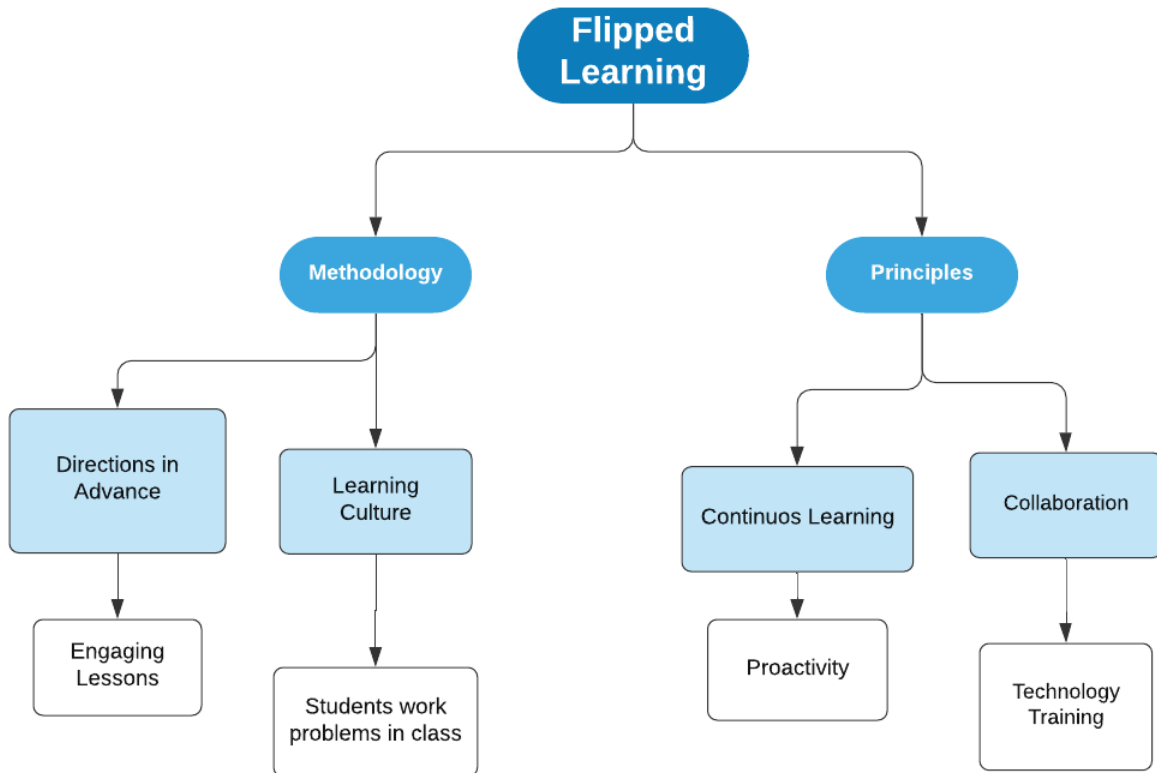 Flipped
Learning
Methodology
Principles
Directions in
Advance
Learning
Culture
Continuos Learning
Collaboration
Engaging
Lessons
Students work
problems in class
Proactivity
Technology
Training